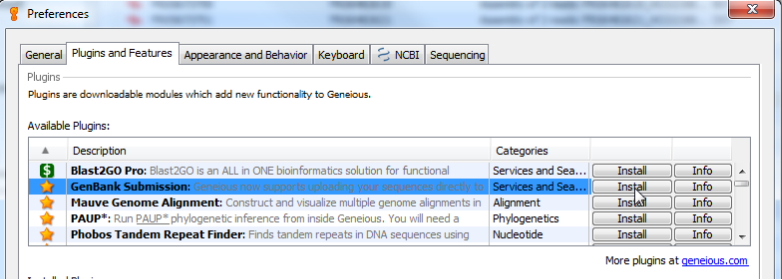 Preferences
General Plugins and Features Appearance and Behavior Keyboard NCBI Sequencing
Plugins
Plugins are downloadable modules which add new functionality to Geneious.
Available Plugins:
Description Categories
Blast2GO Pro: Blast2GO is an ALL in ONE bioinformatics solution for functional Services and Sea... Install Info
GenBank Submission: Geneious now supports uploading your sequences directly to Services and Sea... Install Info
Mauve Genome Alignment: Construct and visualize multiple genome alignments in Alignment Install Info
PAUP*: Run PAUP* phylogenetic inference from inside Geneious. You will need a Phylogenetics Install Info
Phobos Tandem Repeat Finder: Finds tandem repeats in DNA sequences using Nucleotide Install Info
More plugins at geneious.com